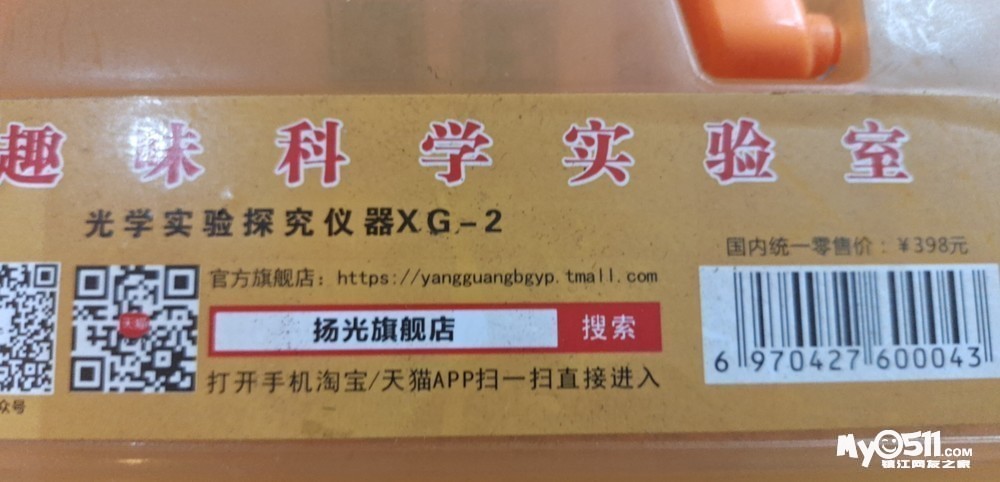 趣味科学实验室
光学实验探究仪器XG-2
国内统一零售价：¥398元
官方旗舰店：https://yangguangbgyp.tmall.com
天猫
扬光旗舰店 搜索
6 970427 600043
打开手机淘宝/天猫APP扫一扫直接进入
众号
My0511.COM
镇江网友之家